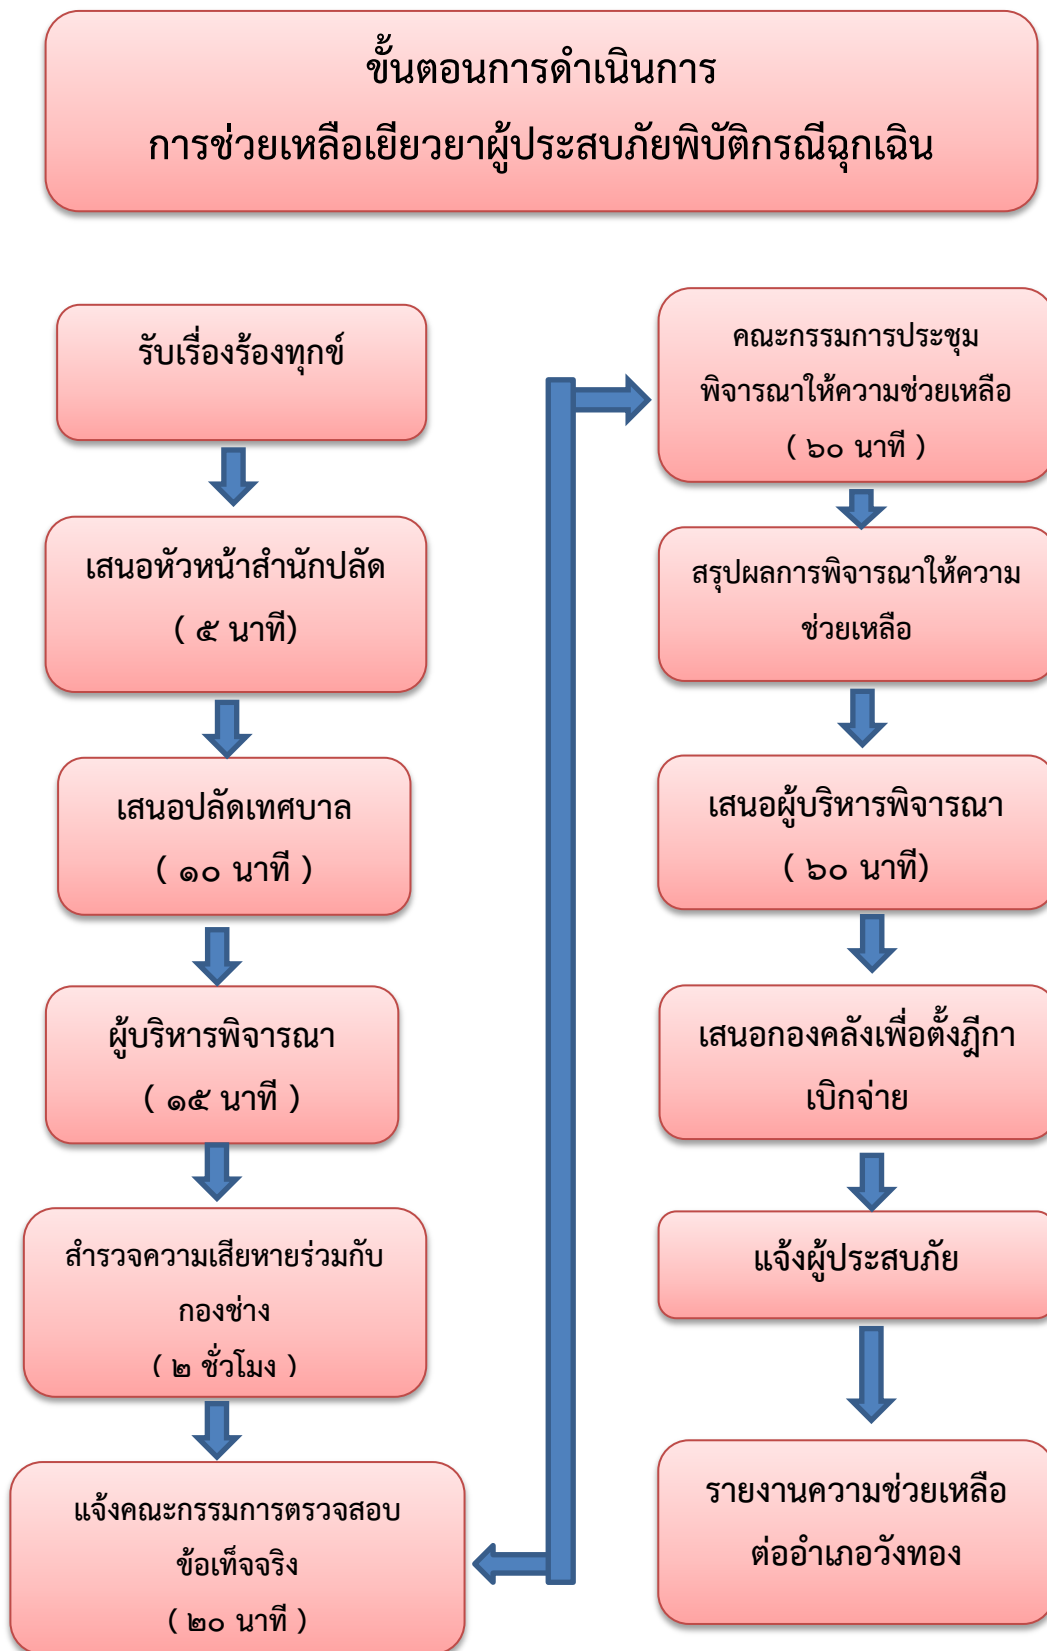 ขั้นตอนการดำเนินการ
การช่วยเหลือเยียวยาผู้ประสบภัยพิบัติกรณีฉุกเฉิน
รับเรื่องร้องทุกข์
เสนอหัวหน้าสำนักปลัด
( ๕ นาที)
เสนอปลัดเทศบาล
( ๑๐ นาที )
ผู้บริหารพิจารณา
( ๑๕ นาที )
สำรวจความเสียหายร่วมกับ
กองช่าง
( ๒ ชั่วโมง )
แจ้งคณะกรรมการตรวจสอบ
ข้อเท็จจริง
( ๒๐ นาที )
คณะกรรมการประชุม
พิจารณาให้ความช่วยเหลือ
( ๖๐ นาที )
สรุปผลการพิจารณาให้ความ
ช่วยเหลือ
เสนอผู้บริหารพิจารณา
( ๖๐ นาที)
เสนอกองคลังเพื่อตั้งฎีกา
เบิกจ่าย
แจ้งผู้ประสบภัย
รายงานความช่วยเหลือ
ต่ออำเภอวังทอง